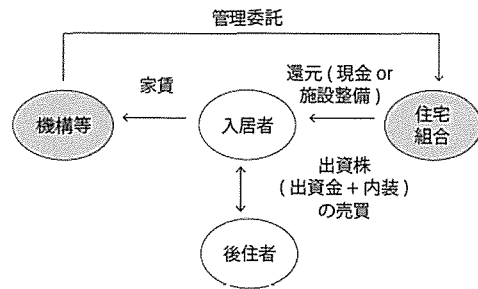 管理委託
還元(現金or
施設整備)
家賃
機構等
入居者
住宅
組合
出資株
(出資金+内装)
の売買
後住者